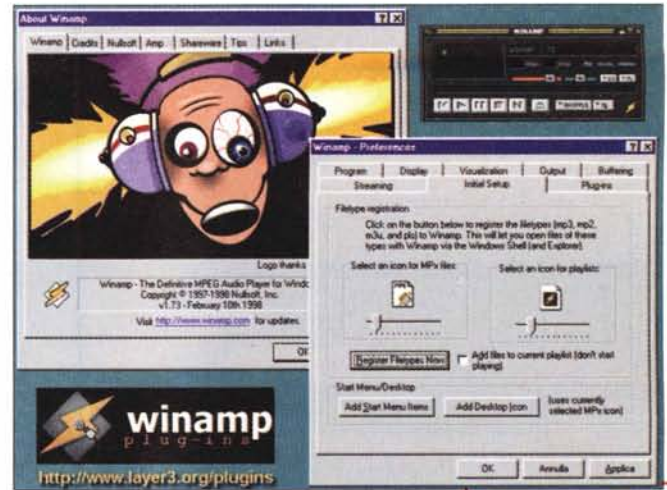 About Winamp
Winamp Credits Nullsoft Amp Shareware Tips Links
Logo thanks
Winamp - The Definitive MPEG Audio Player for Windo
Copyright © 1997-1998 Nullsoft, Inc.
v1.73 - February 10th 1998
Visit http://www.winamp.com for updates.
OK
WINAMP
Winamp - Preferences
Program Display Visualization Output Buffering
Streaming Initial Setup Plug-ins
Filetype registration
Click on the button below to register the filetypes (mp3, mp2,
m3u, and pls) to Winamp. This will let you open files of these
types with Winamp via the Windows Shell (and Explorer).
Select an icon for MPx files:
Select an icon for playlists:
Register Filetypes Now
Add files to current playlist (don't start
playing)
Start Menu/Desktop
Add Start Menu Items
Add Desktop Icon
(uses currently
selected MPx icon)
OK Annulla Applica
winamp
plug-ins
http://www.layer3.org/plugins